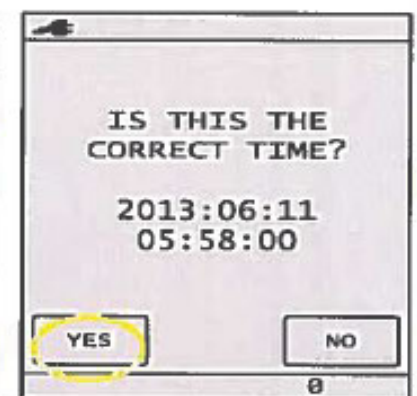 IS THIS THE
CORRECT TIME?
2013:06:11
05:58:00
YES
NO
0